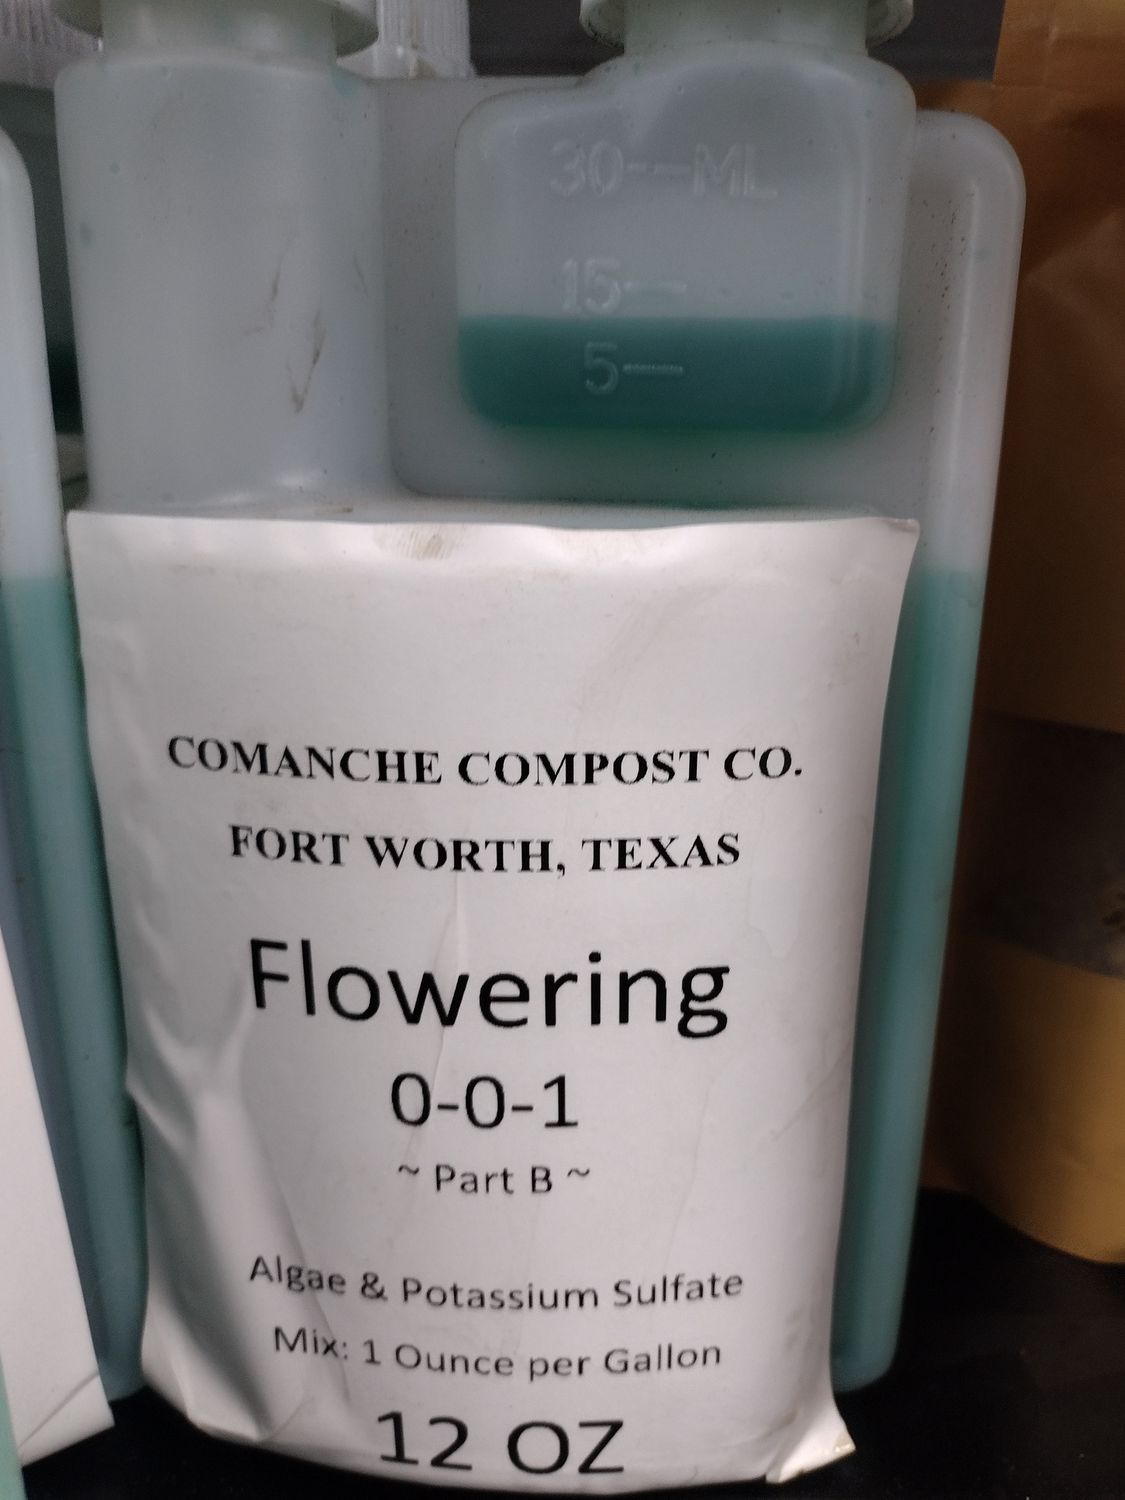 30--ML
15—
5—
COMANCHE COMPOST CO.
FORT WORTH, TEXAS
Flowering
0-0-1
~ Part B ~
Algae & Potassium Sulfate
Mix: 1 Ounce per Gallon
12 OZ